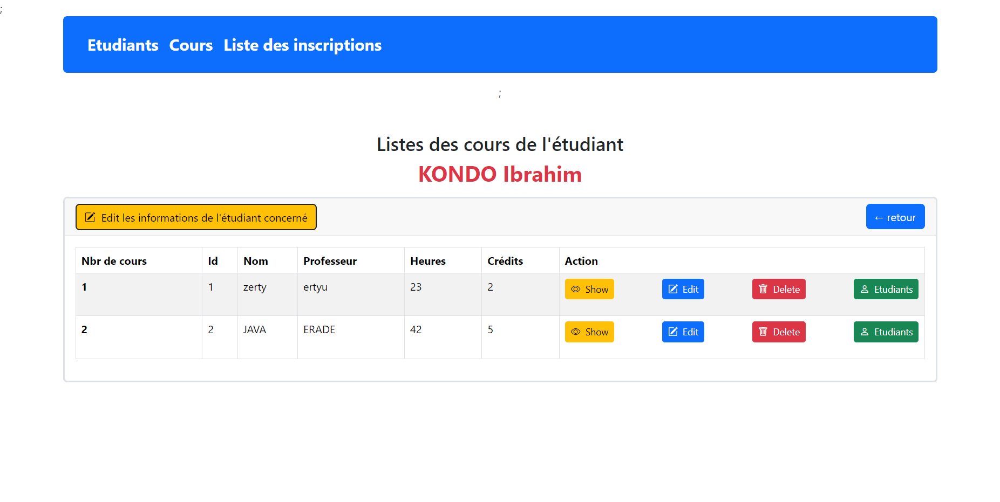 ;
Etudiants Cours Liste des inscriptions
;
Listes des cours de l'étudiant
KONDO Ibrahim
Edit les informations de l'étudiant concerné ← retour
Nbr de cours Id Nom Professeur Heures Crédits Action
1 1 zerty ertyu 23 2 Show Edit Delete Etudiants
2 2 JAVA ERADE 42 5 Show Edit Delete Etudiants